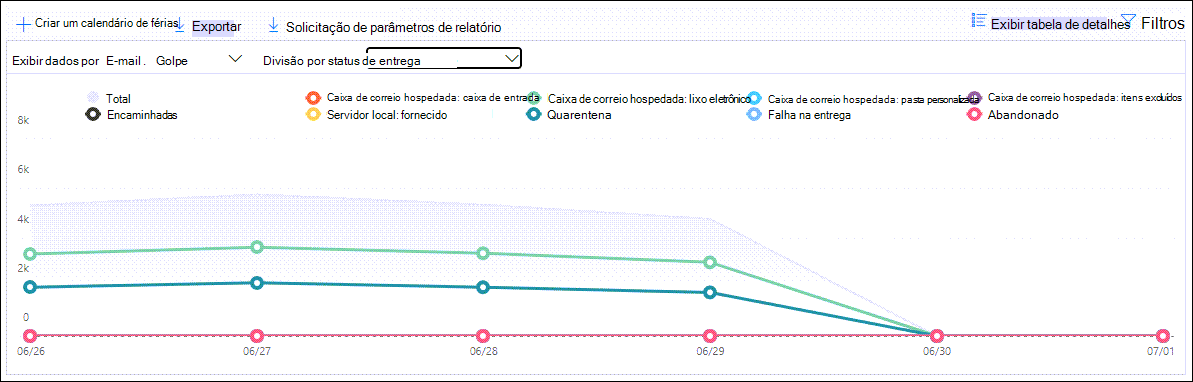 Criar um calendário de férias Exportar Solicitação de parâmetros de relatório Exibir tabela de detalhes Filtros
Exibir dados por E-mail . Golpe Divisão por status de entrega
Total Caixa de correio hospedada: caixa de entrada Caixa de correio hospedada: lixo eletrônico Caixa de correio hospedada: pasta personalizada Caixa de correio hospedada: itens excluídos
Encaminhadas Servidor local: fornecido Quarentena Falha na entrega Abandonado
8k
6k
4k
2k
0
06/26 06/27 06/28 06/29 06/30 07/01